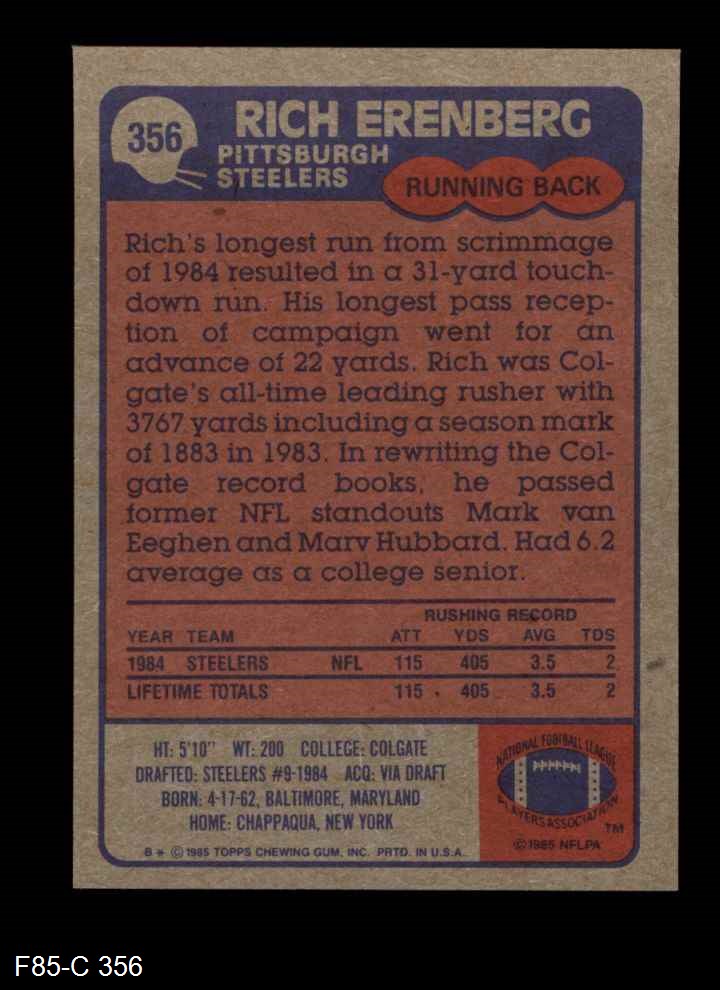 356
RICH ERENBERG
PITTSBURGH
STEELERS
RUNNING BACK
Rich's longest run from scrimmage
of 1984 resulted in a 31-yard touch-
down run. His longest pass recep-
tion of campaign went for an
advance of 22 yards. Rich was Col-
gate's all-time leading rusher with
3767 yards including a season mark
of 1883 in 1983. In rewriting the Col-
gate record books, he passed
former NFL standouts Mark van
Eeghen and Marv Hubbard. Had 6.2
average as a college senior.
RUSHING RECORD
YEAR TEAM ATT YDS AVG TDS
1984 STEELERS NFL 115 405 3.5 2
LIFETIME TOTALS 115 405 3.5 2
HT: 5'10" WT: 200 COLLEGE: COLGATE
DRAFTED: STEELERS #9-1984 ACQ: VIA DRAFT
BORN: 4-17-62, BALTIMORE, MARYLAND
HOME: CHAPPAQUA, NEW YORK
B * © 1985 TOPPS CHEWING GUM, INC. PRTD. IN U.S.A.
NATIONAL FOOTBALL LEAGUE
PLAYERS ASSOCIATION
TM
© 1985 NFLPA
F85-C 356